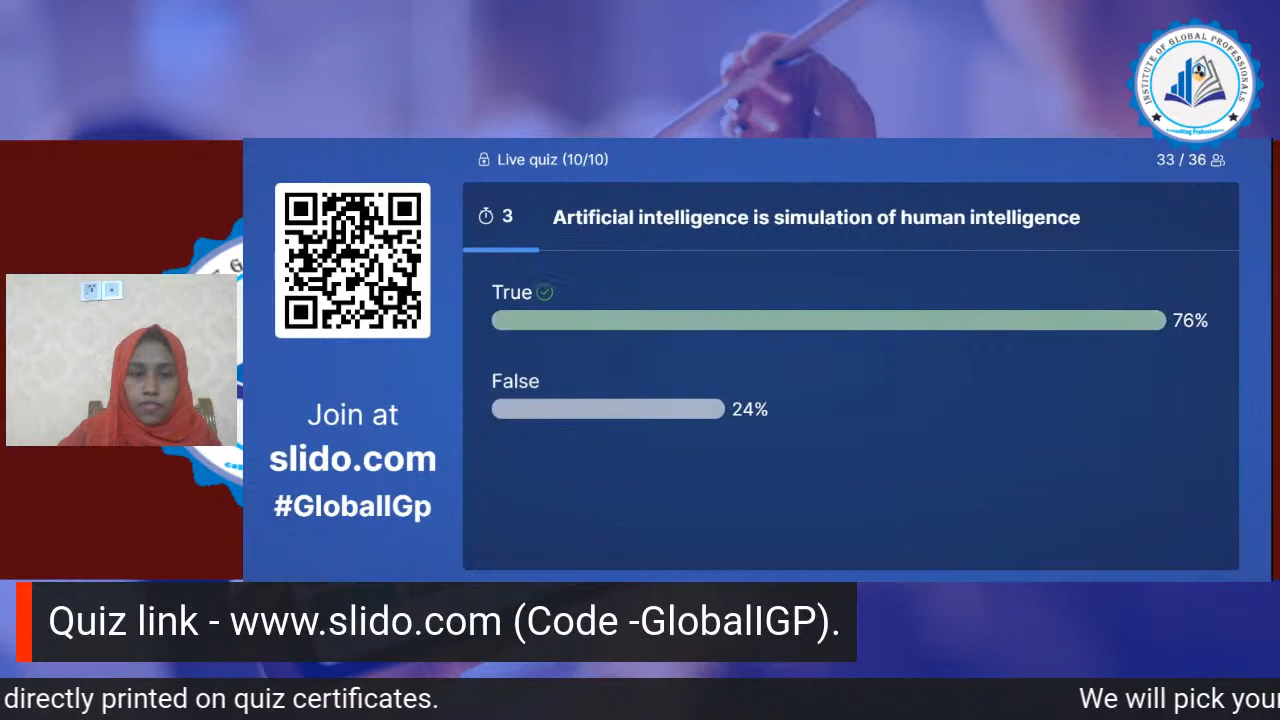 INSTITUTE OF GLOBAL PROFESSIONALS
Consulting Professionals
Live quiz (10/10)
33 / 36
3
Artificial intelligence is simulation of human intelligence
True
76%
False
24%
Join at
slido.com
#GlobalIGp
Quiz link - www.slido.com (Code -GlobalIGP).
directly printed on quiz certificates.
We will pick your